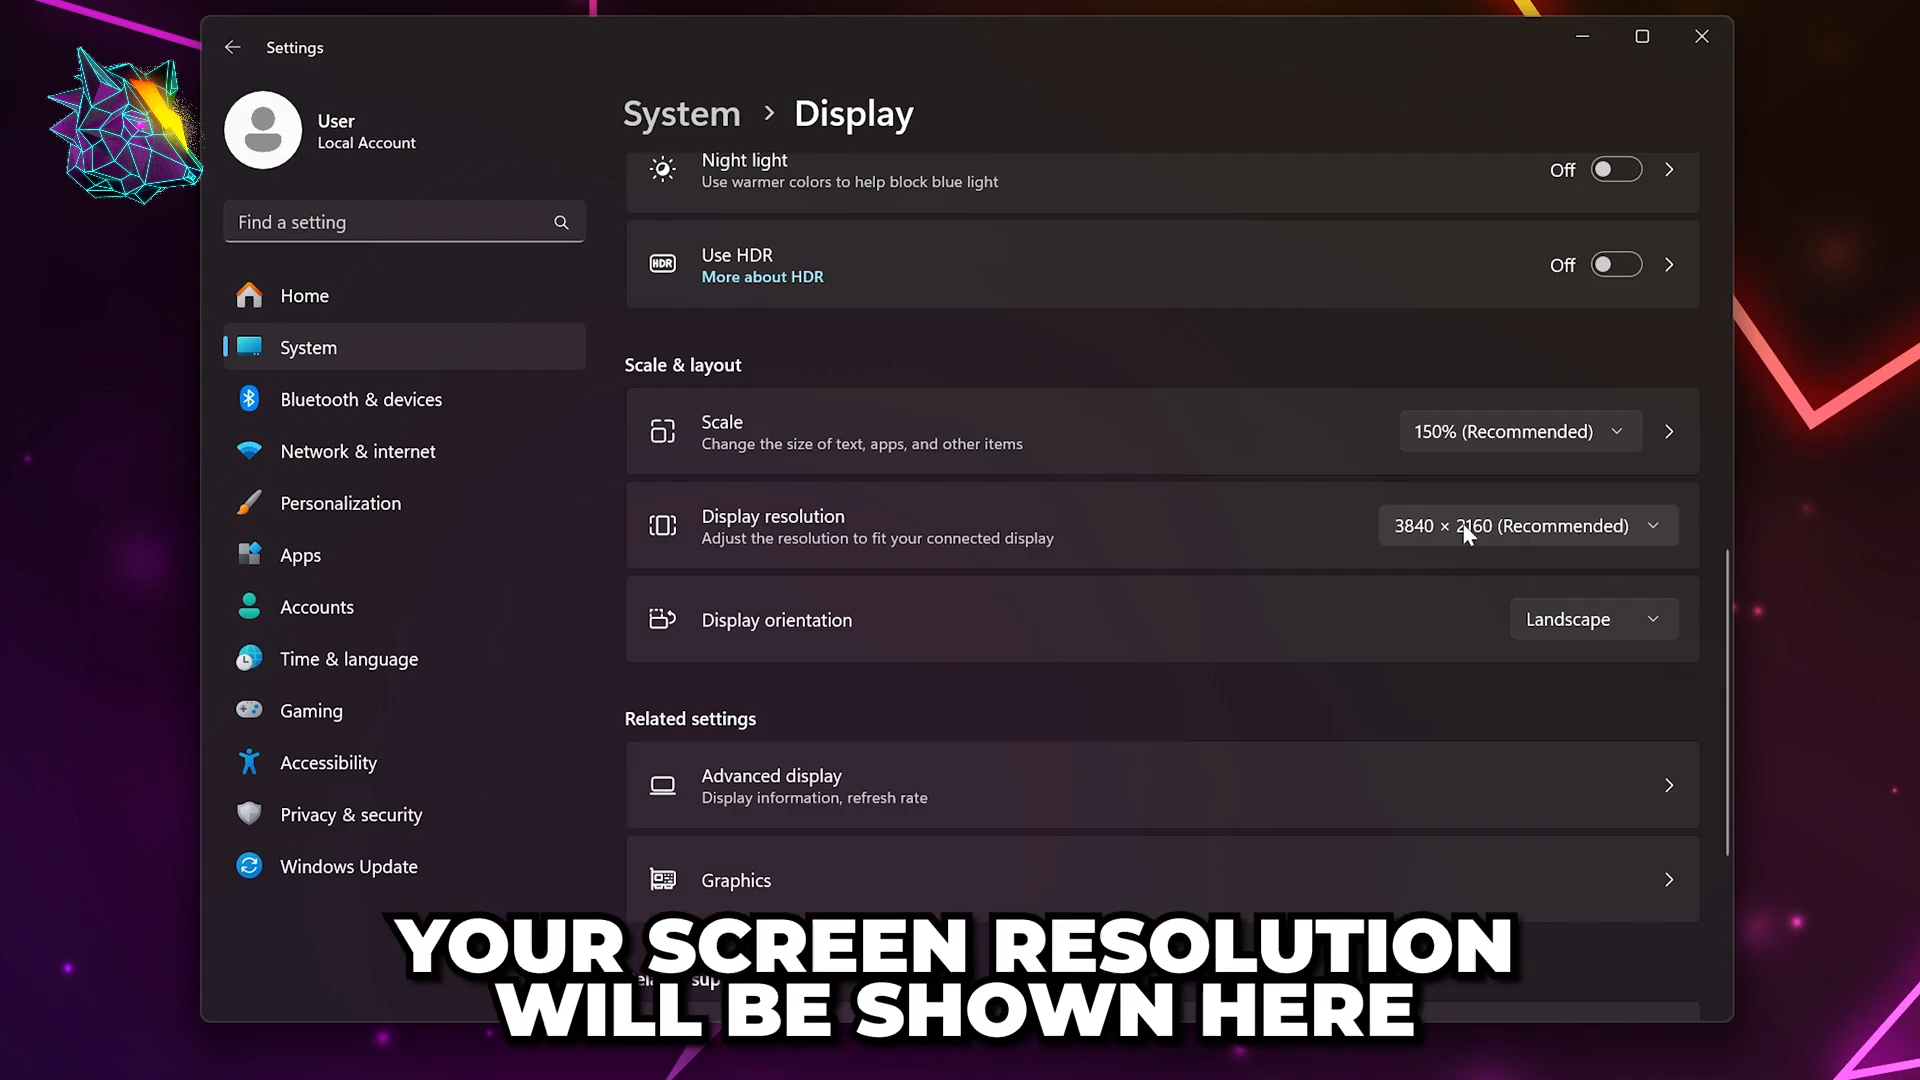 Settings
User
Local Account
Find a setting
Home
System
Bluetooth & devices
Network & internet
Personalization
Apps
Accounts
Time & language
Gaming
Accessibility
Privacy & security
Windows Update
System > Display
Night light
Use warmer colors to help block blue light
Off
HDR
Use HDR
More about HDR
Off
Scale & layout
Scale
Change the size of text, apps, and other items
150% (Recommended)
Display resolution
Adjust the resolution to fit your connected display
3840 × 2160 (Recommended)
Display orientation
Landscape
Related settings
Advanced display
Display information, refresh rate
Graphics
YOUR SCREEN RESOLUTION
WILL BE SHOWN HERE